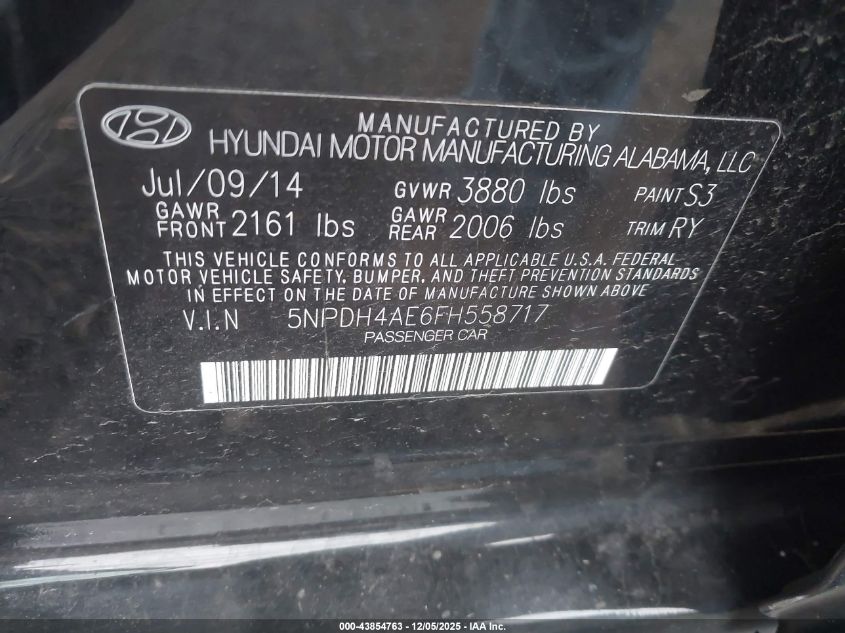 MANUFACTURED BY
HYUNDAI MOTOR MANUFACTURING ALABAMA, LLC
Jul/09/14 GVWR 3880 lbs PAINT S3
GAWR FRONT 2161 lbs GAWR REAR 2006 lbs TRIM RY
THIS VEHICLE CONFORMS TO ALL APPLICABLE U.S.A. FEDERAL
MOTOR VEHICLE SAFETY, BUMPER, AND THEFT PREVENTION STANDARDS
IN EFFECT ON THE DATE OF MANUFACTURE SHOWN ABOVE
V.I.N 5NPDH4AE6FH558717
PASSENGER CAR
000-43854763 - 12/05/2025 - IAA Inc.